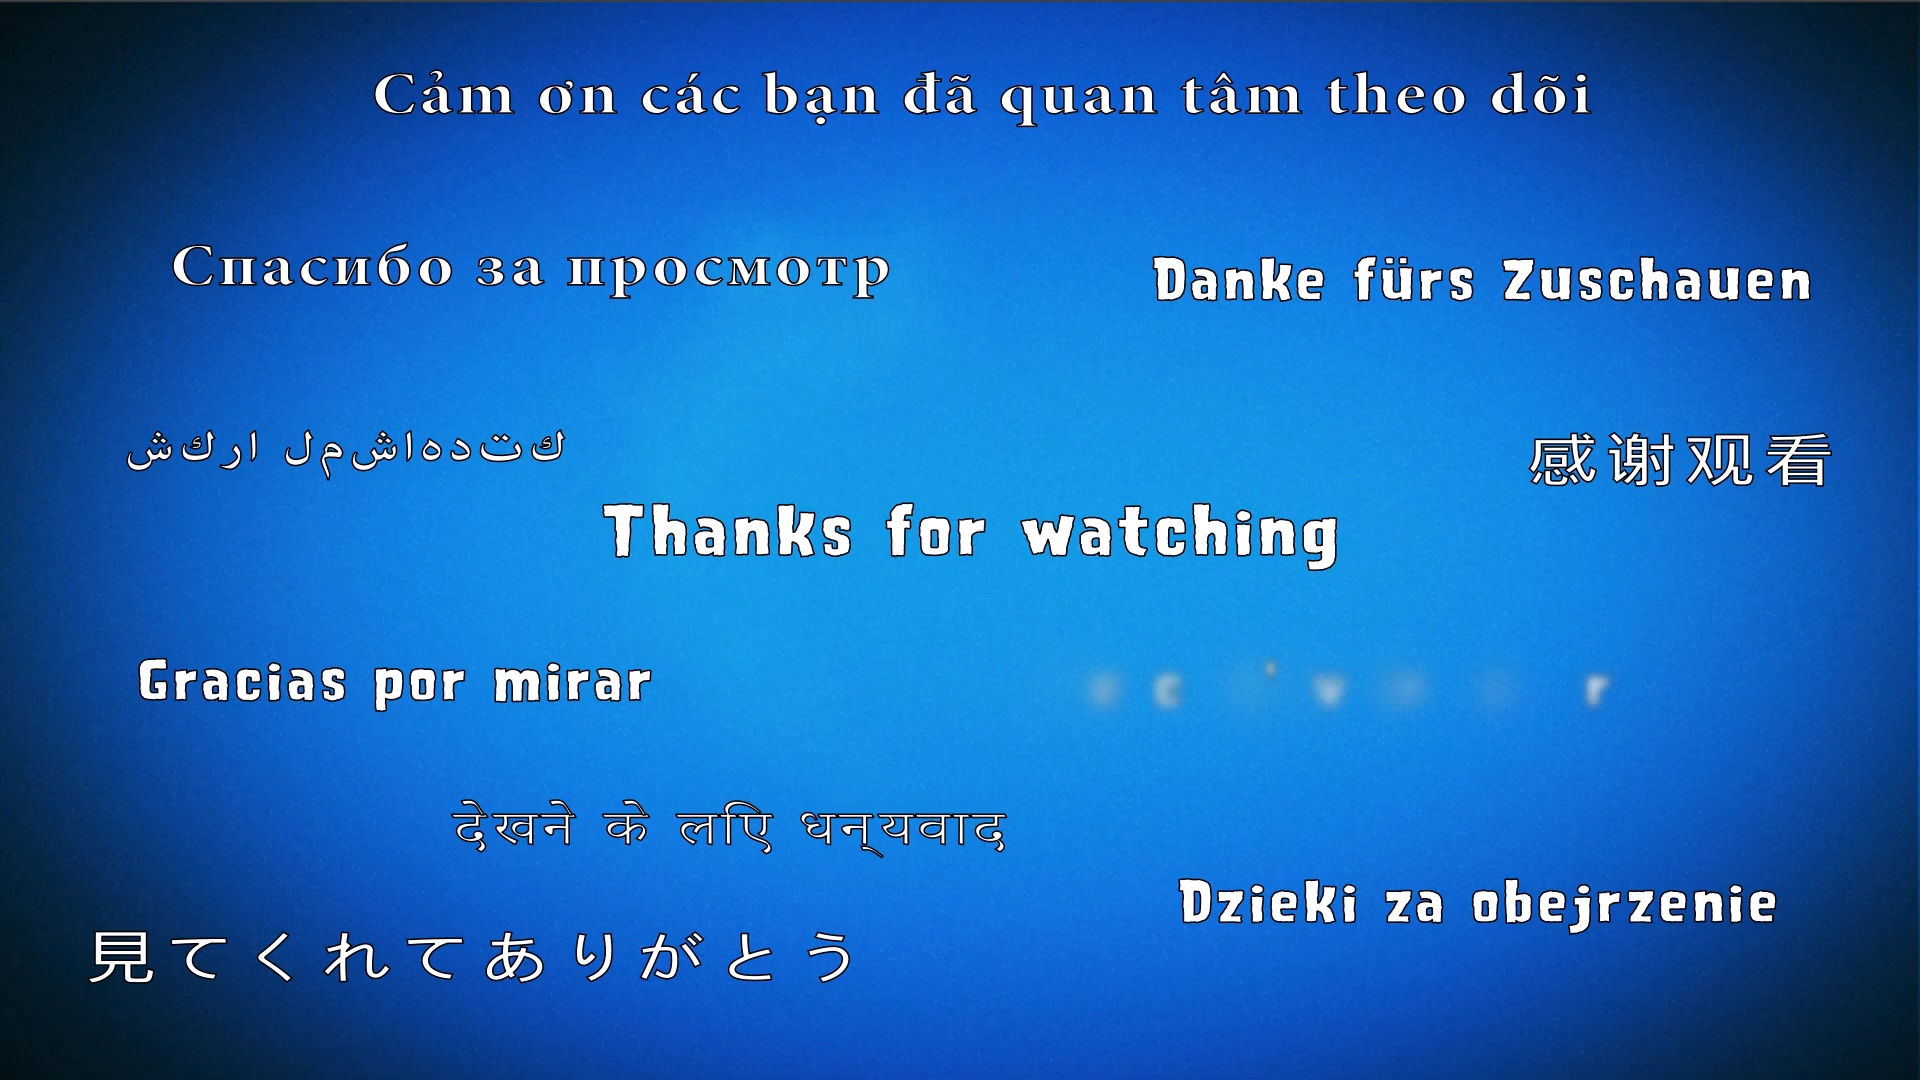 Cảm ơn các bạn đã quan tâm theo dõi
Спасибо за просмотр
Danke fürs Zuschauen
شكرا لمشاهدتك
感谢观看
Thanks for watching
Gracias por mirar
देखने के लिए धन्यवाद
Dzieki za obejrzenie
見てくれてありがとう